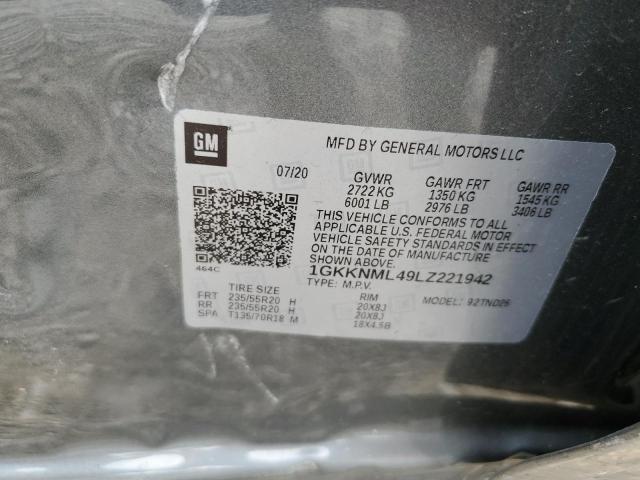 GM
MFD BY GENERAL MOTORS LLC
07/20 GVWR GAWR FRT GAWR RR
2722 KG 1350 KG 1545 KG
6001 LB 2976 LB 3406 LB
THIS VEHICLE CONFORMS TO ALL
APPLICABLE U.S. FEDERAL MOTOR
VEHICLE SAFETY STANDARDS IN EFFECT
ON THE DATE OF MANUFACTURE
SHOWN ABOVE.
464C
1GKKNML49LZ221942
TYPE: M.P.V. MODEL: 92TND26
TIRE SIZE RIM
FRT 235/55R20 H 20X8J
RR 235/55R20 H 20X8J
SPA T135/70R18 M 18X4.5B